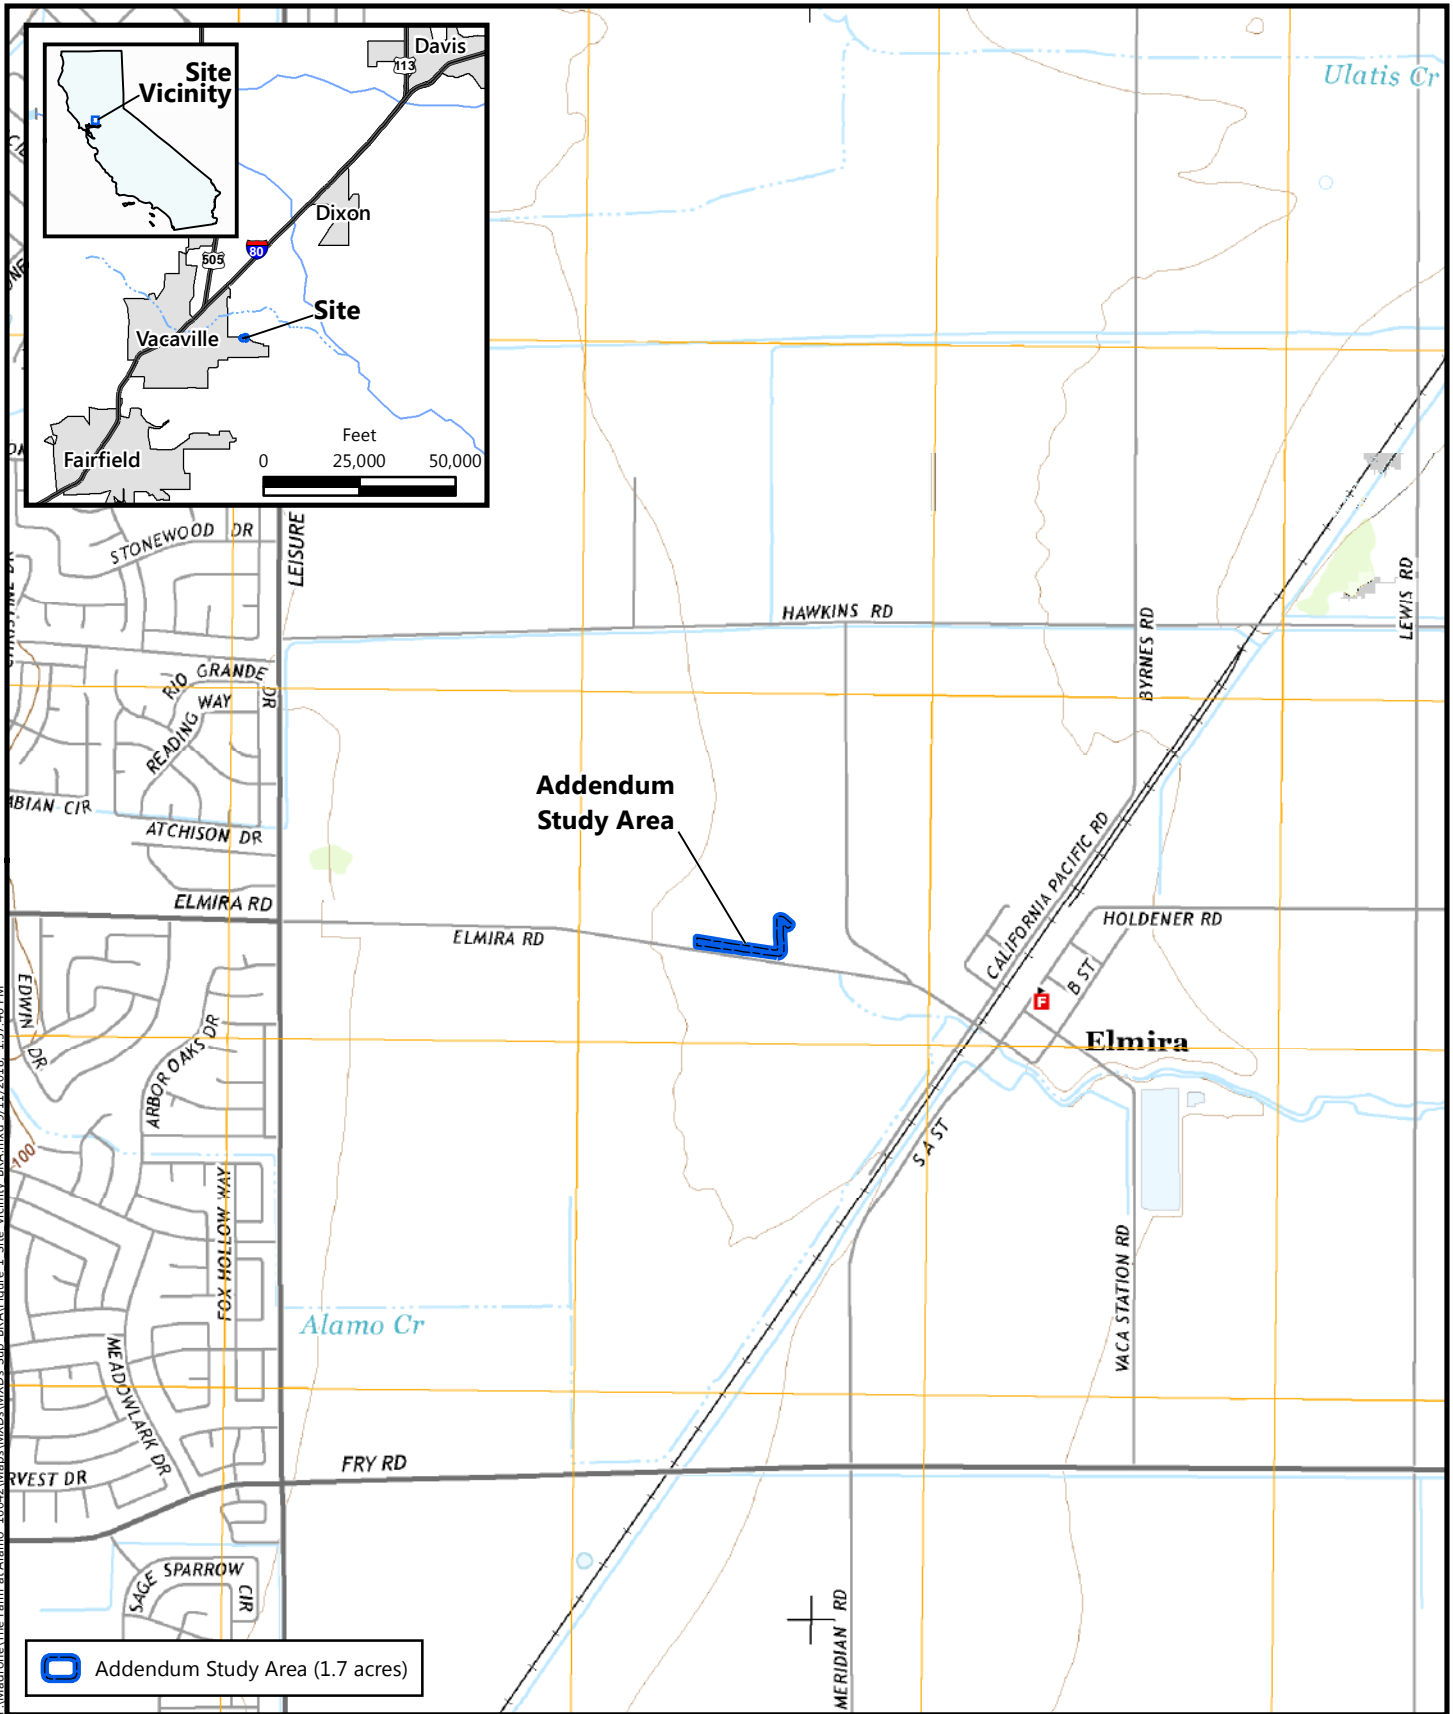 Davis
113
Site
Vicinity
Dixon
80
505
Site
Vacaville
Feet
0 25,000 50,000
Fairfield
Ulatis Cr
STONEWOOD DR
LEISURE
HAWKINS RD
BYRNES RD
LEWIS RD
RIO GRANDE DR
READING WAY
Addendum
Study Area
ABIAN CIR
ATCHISON DR
CALIFORNIA PACIFIC RD
ELMIRA RD
ELMIRA RD
HOLDENER RD
B ST
F
EDWIN DR
ARBOR OAKS DR
Elmira
S A ST
100
FOX HOLLOW WAY
VACA STATION RD
Alamo Cr
MEADOWLARK DR
FRY RD
RVEST DR
SAGE SPARROW CIR
MERIDIAN RD
Addendum Study Area (1.7 acres)